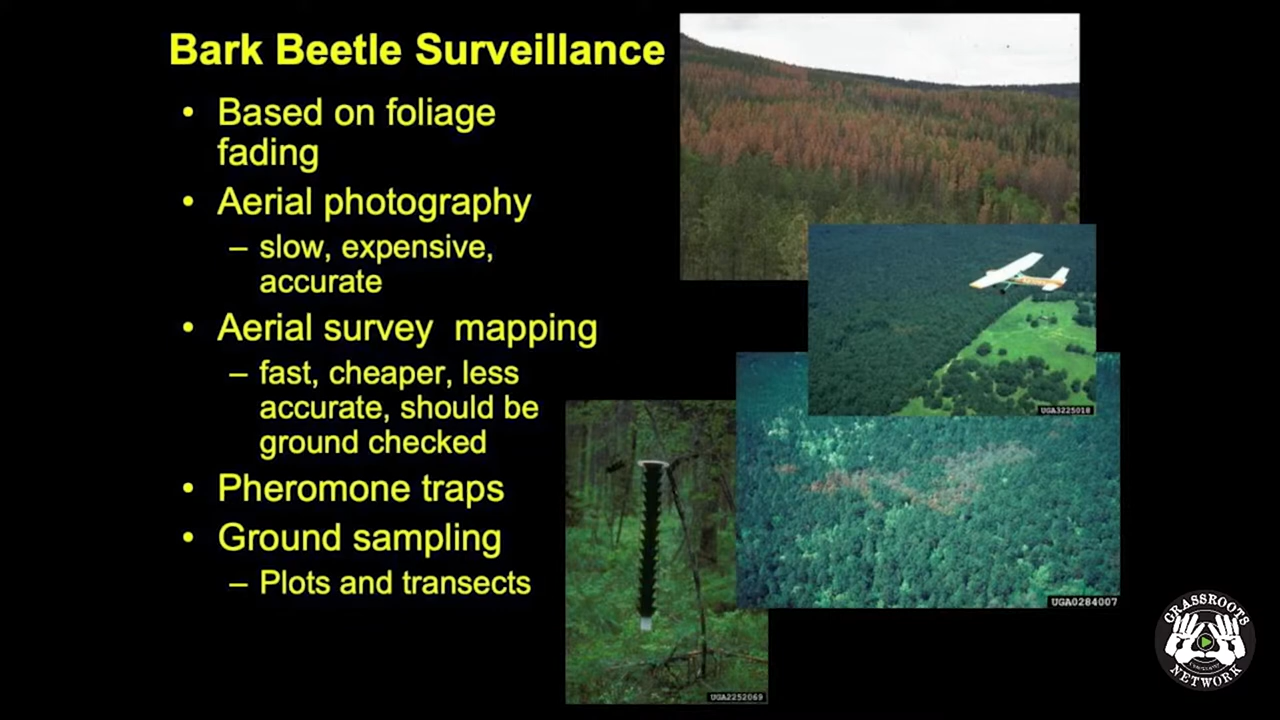 Bark Beetle Surveillance
• Based on foliage
fading
• Aerial photography
– slow, expensive,
accurate
• Aerial survey mapping
– fast, cheaper, less
accurate, should be
ground checked
• Pheromone traps
• Ground sampling
– Plots and transects
UGA3225018
UGA0284007
UGA2252069
GRASSROOTS
NETWORK